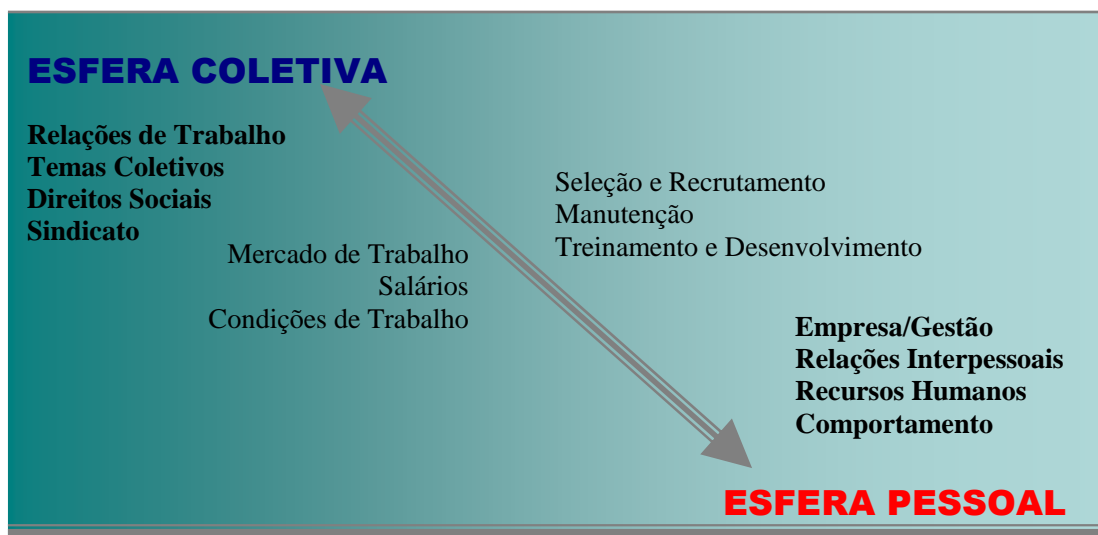 ESFERA COLETIVA
Relações de Trabalho
Temas Coletivos
Direitos Sociais
Sindicato
Mercado de Trabalho
Salários
Condições de Trabalho
Seleção e Recrutamento
Manutenção
Treinamento e Desenvolvimento
Empresa/Gestão
Relações Interpessoais
Recursos Humanos
Comportamento
ESFERA PESSOAL